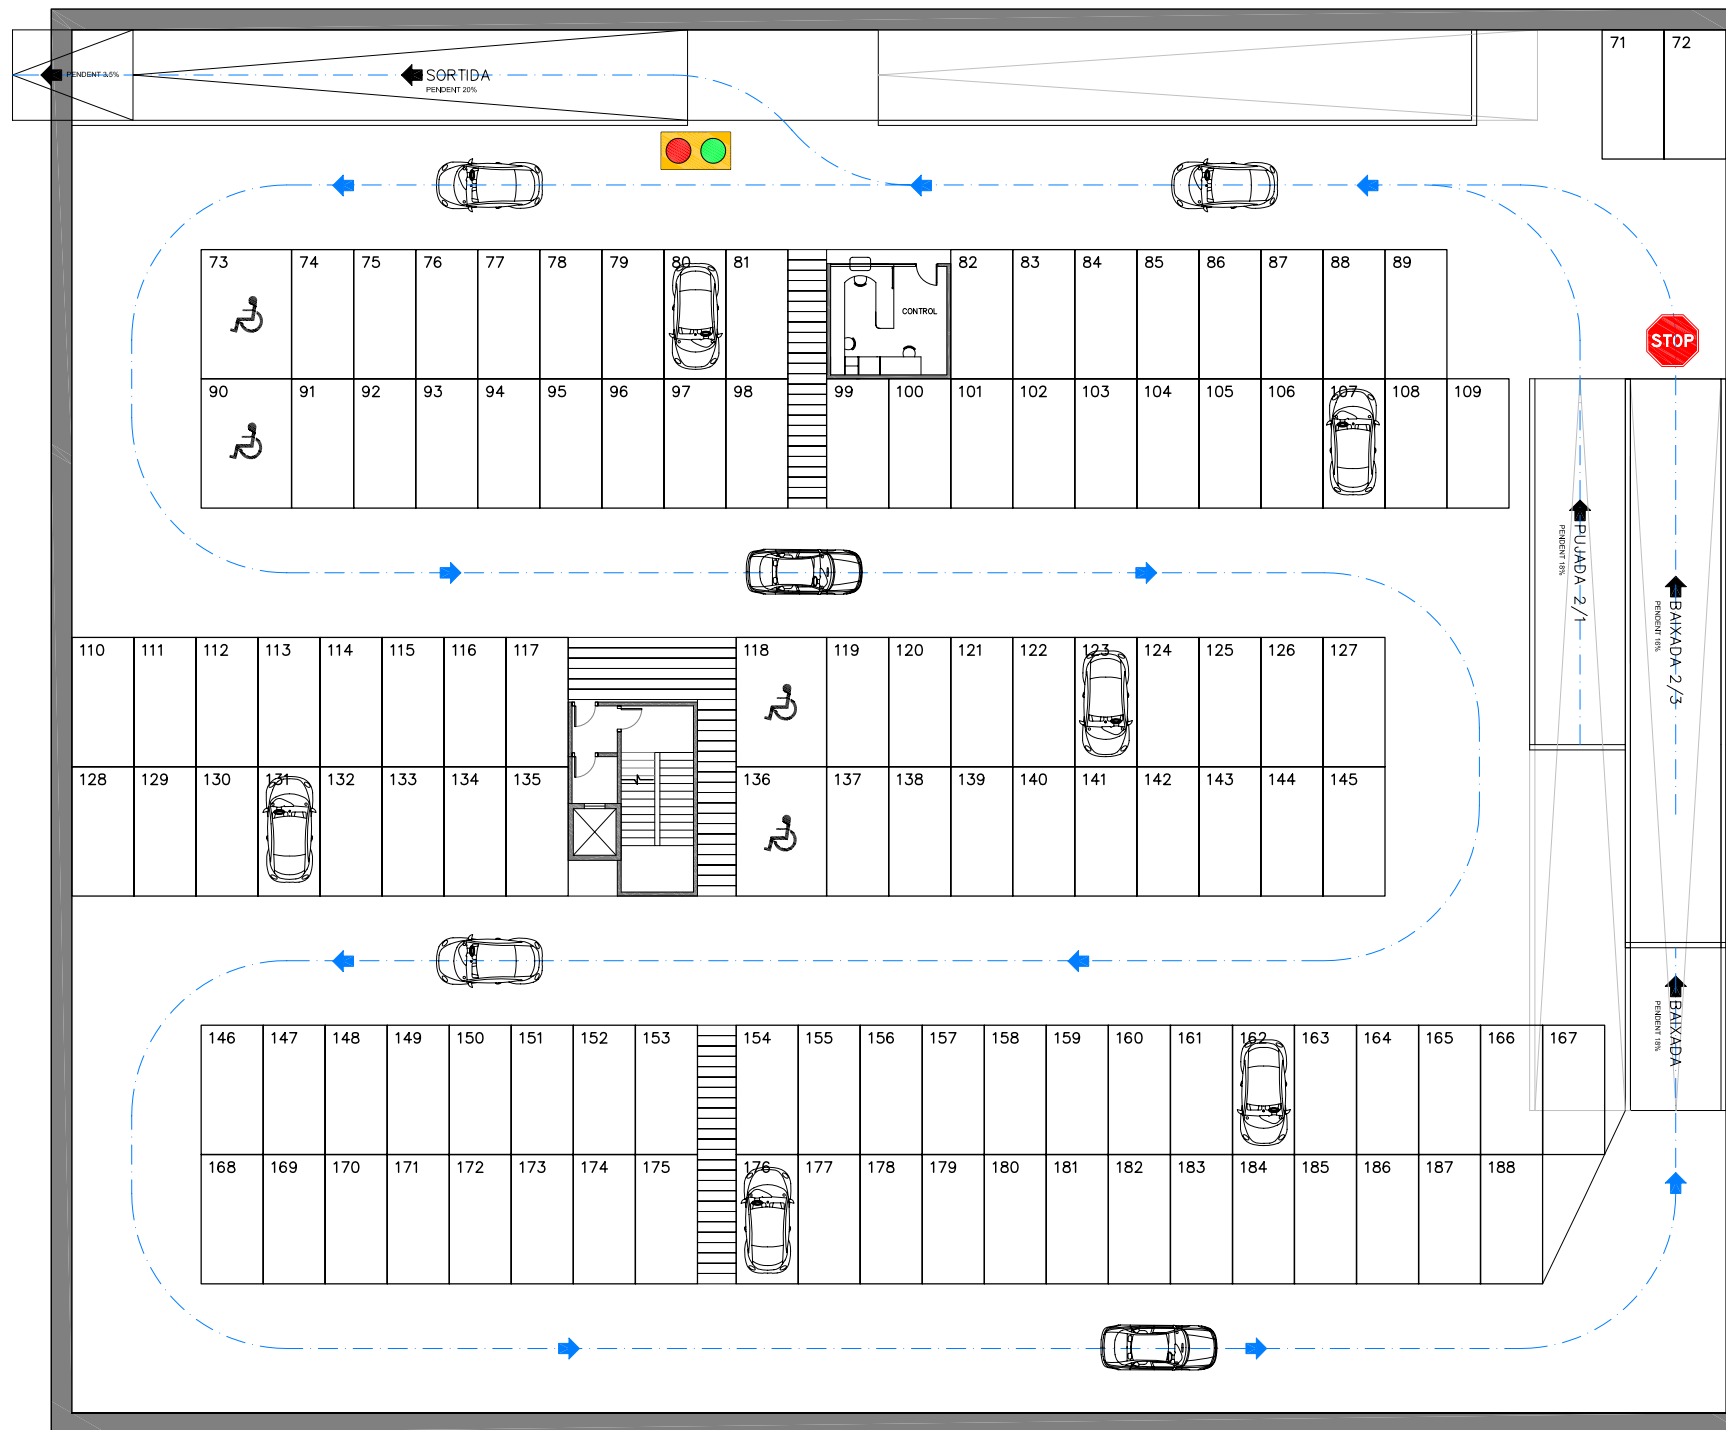 71 72
PENDENT 3,5%
SORTIDA
PENDENT 20%
73 74 75 76 77 78 79 80 81 82 83 84 85 86 87 88 89
CONTROL
STOP
90 91 92 93 94 95 96 97 98 99 100 101 102 103 104 105 106 107 108 109
PUJADA 2/1
PENDENT 18%
BAIXADA 2/3
PENDENT 16%
110 111 112 113 114 115 116 117 118 119 120 121 122 123 124 125 126 127
128 129 130 131 132 133 134 135 136 137 138 139 140 141 142 143 144 145
BAIXADA
PENDENT 18%
146 147 148 149 150 151 152 153 154 155 156 157 158 159 160 161 162 163 164 165 166 167
168 169 170 171 172 173 174 175 176 177 178 179 180 181 182 183 184 185 186 187 188